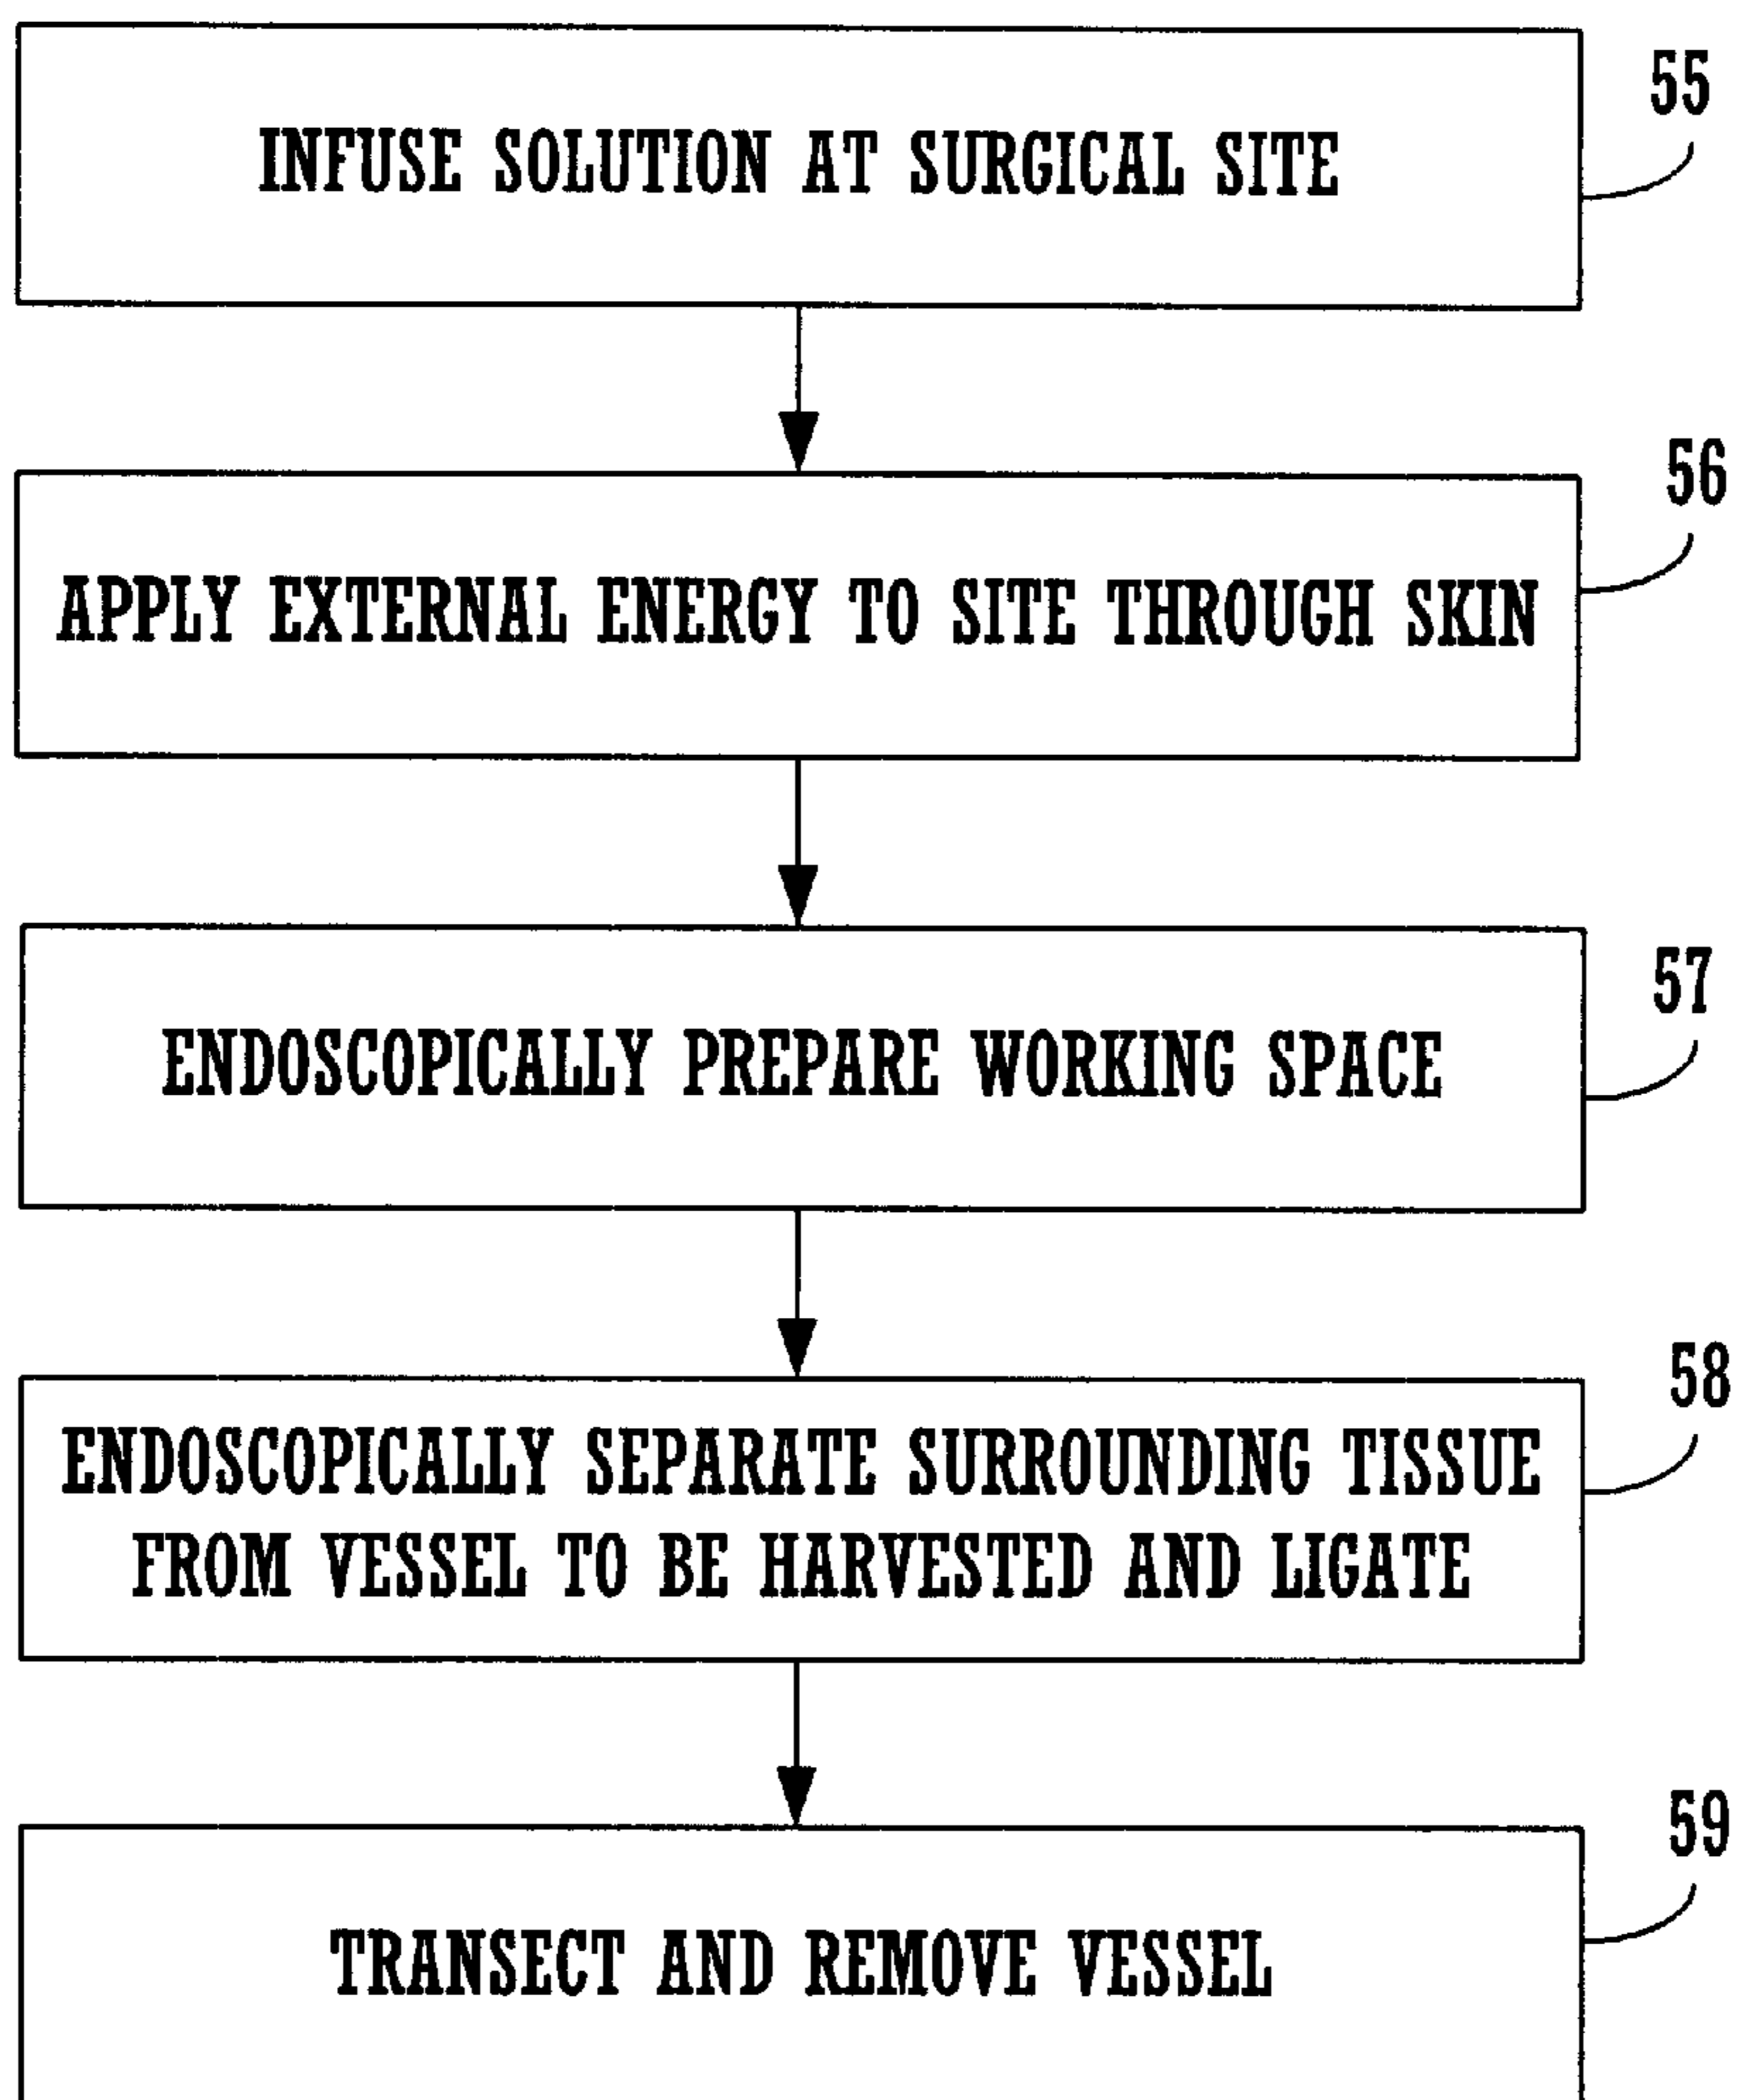 55
INFUSE SOLUTION AT SURGICAL SITE
56
APPLY EXTERNAL ENERGY TO SITE THROUGH SKIN
57
ENDOSCOPICALLY PREPARE WORKING SPACE
58
ENDOSCOPICALLY SEPARATE SURROUNDING TISSUE
FROM VESSEL TO BE HARVESTED AND LIGATE
59
TRANSECT AND REMOVE VESSEL